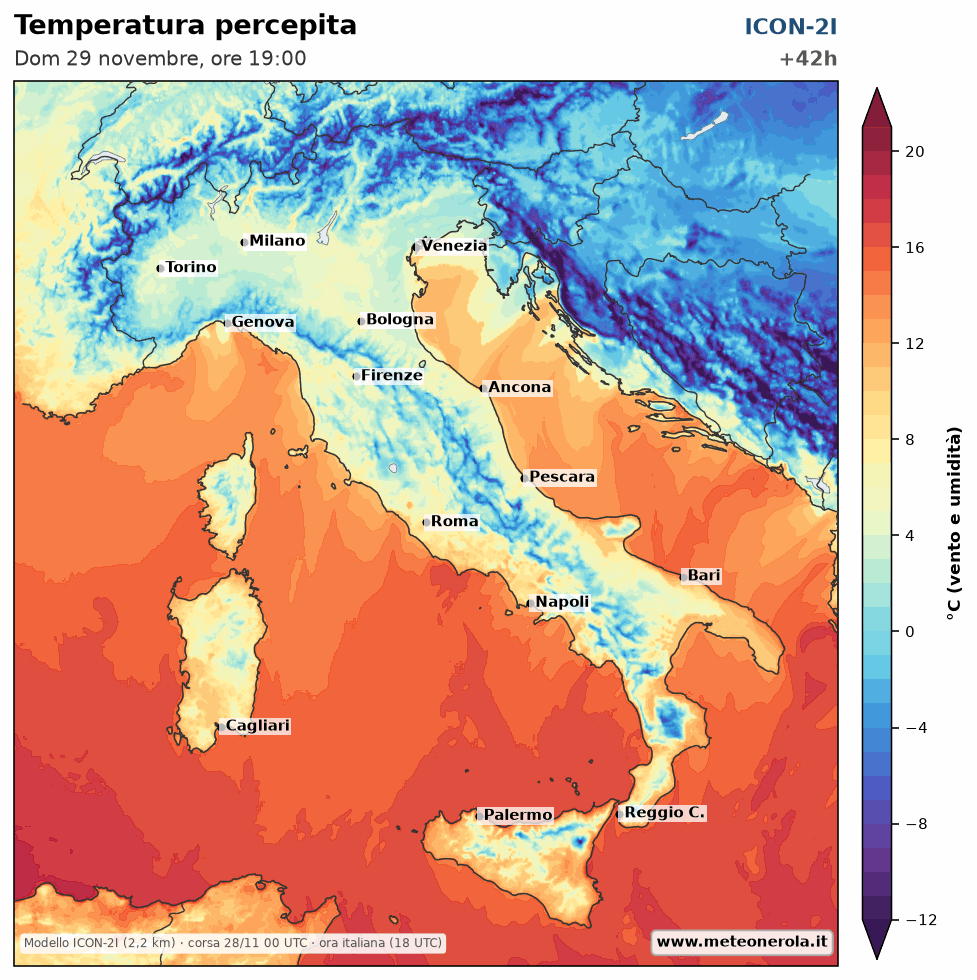 Temperatura percepita
ICON-2I
Dom 29 novembre, ore 19:00
+42h
Milano
Venezia
Torino
Genova
Bologna
Firenze
Ancona
Pescara
Roma
Bari
Napoli
Cagliari
Palermo
Reggio C.
20
16
12
8
4
0
−4
−8
−12
°C (vento e umidità)
Modello ICON-2I (2,2 km) · corsa 28/11 00 UTC · ora italiana (18 UTC)
www.meteonerola.it